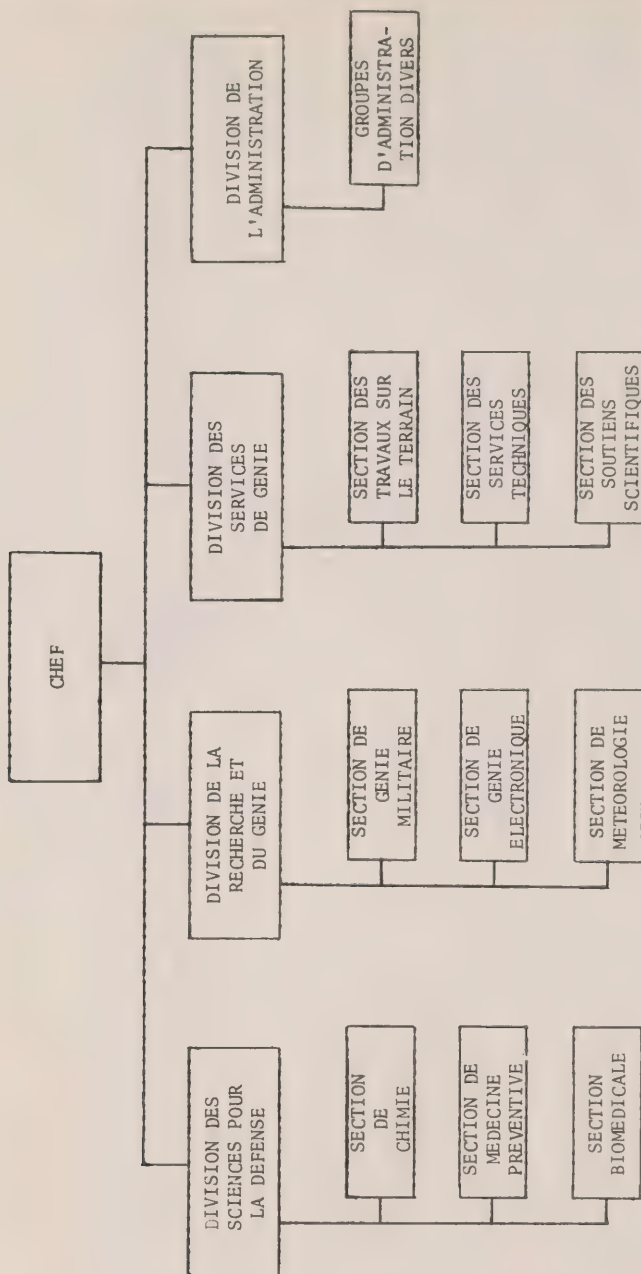 CHEF
DIVISION DES
SCIENCES POUR
LA DEFENSE
DIVISION DE LA
RECHERCHE ET
DU GENIE
DIVISION DES
SERVICES
DE GENIE
DIVISION DE
L'ADMINISTRATION
SECTION
DE
CHIMIE
SECTION DE
MEDECINE
PREVENTIVE
SECTION
BIOMEDICALE
SECTION DE
GENIE
MILITAIRE
SECTION DE
GENIE
ELECTRONIQUE
SECTION DE
METEOROLOGIE
SECTION DES
TRAVAUX SUR
LE TERRAIN
SECTION DES
SERVICES
TECHNIQUES
SECTION DES
SOUTIENS
SCIENTIFIQUES
GROUPES
D'ADMINISTRA-
TION DIVERS